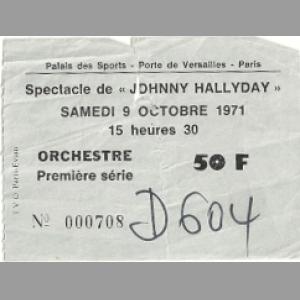 Palais des Sports - Porte de Versailles - Paris
Spectacle de « JOHNNY HALLYDAY »
SAMEDI 9 OCTOBRE 1971
15 heures 30
ORCHESTRE 50 F
Première série
Nº 000708 D604